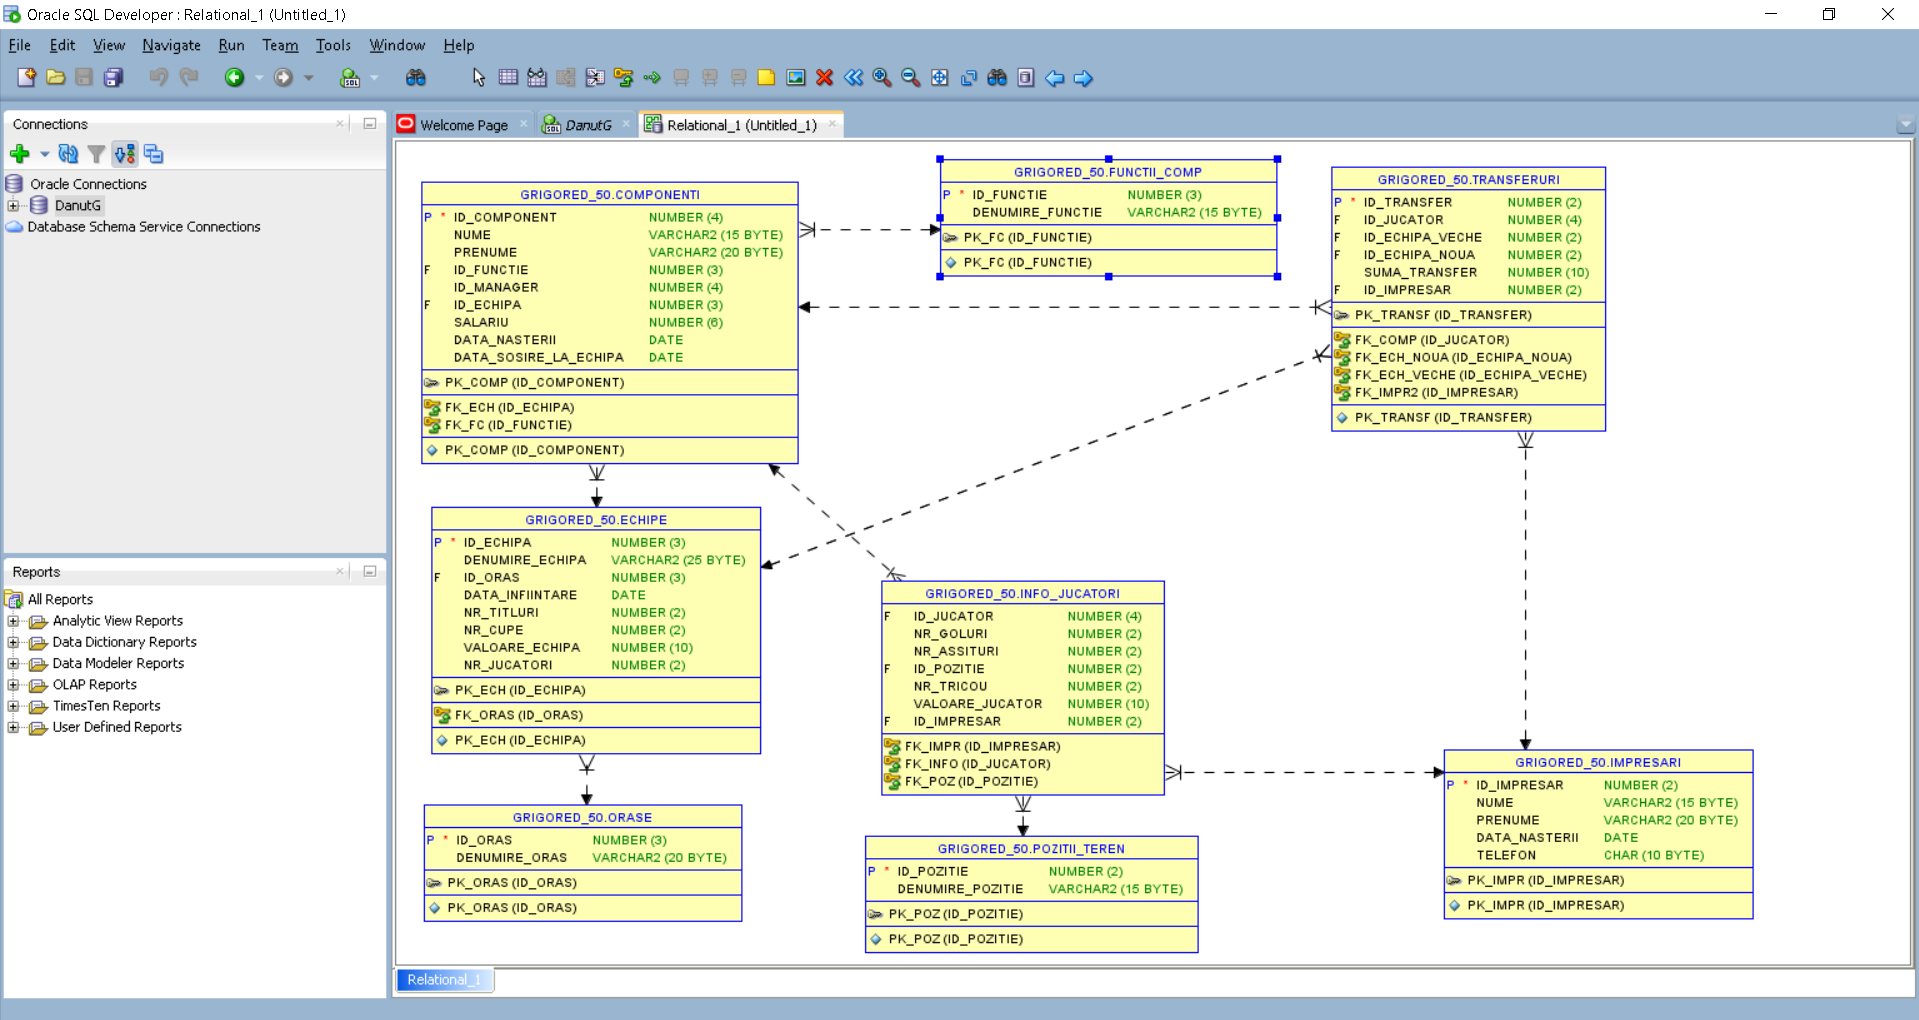 Oracle SQL Developer : Relational_1 (Untitled_1)
File Edit View Navigate Run Team Tools Window Help
Connections
Oracle Connections
DanutG
Database Schema Service Connections
Reports
All Reports
Analytic View Reports
Data Dictionary Reports
Data Modeler Reports
OLAP Reports
TimesTen Reports
User Defined Reports
Welcome Page
DanutG
Relational_1 (Untitled_1)
GRIGORED_50.COMPONENTI
P * ID_COMPONENT NUMBER (4)
NUME VARCHAR2 (15 BYTE)
PRENUME VARCHAR2 (20 BYTE)
F ID_FUNCTIE NUMBER (3)
ID_MANAGER NUMBER (4)
F ID_ECHIPA NUMBER (3)
SALARIU NUMBER (6)
DATA_NASTERII DATE
DATA_SOSIRE_LA_ECHIPA DATE
PK_COMP (ID_COMPONENT)
FK_ECH (ID_ECHIPA)
FK_FC (ID_FUNCTIE)
PK_COMP (ID_COMPONENT)
GRIGORED_50.FUNCTII_COMP
P * ID_FUNCTIE NUMBER (3)
DENUMIRE_FUNCTIE VARCHAR2 (15 BYTE)
PK_FC (ID_FUNCTIE)
PK_FC (ID_FUNCTIE)
GRIGORED_50.TRANSFERURI
P * ID_TRANSFER NUMBER (2)
F ID_JUCATOR NUMBER (4)
F ID_ECHIPA_VECHE NUMBER (2)
F ID_ECHIPA_NOUA NUMBER (2)
SUMA_TRANSFER NUMBER (10)
F ID_IMPRESAR NUMBER (2)
PK_TRANSF (ID_TRANSFER)
FK_COMP (ID_JUCATOR)
FK_ECH_NOUA (ID_ECHIPA_NOUA)
FK_ECH_VECHE (ID_ECHIPA_VECHE)
FK_IMPR2 (ID_IMPRESAR)
PK_TRANSF (ID_TRANSFER)
GRIGORED_50.ECHIPE
P * ID_ECHIPA NUMBER (3)
DENUMIRE_ECHIPA VARCHAR2 (25 BYTE)
F ID_ORAS NUMBER (3)
DATA_INFIINTARE DATE
NR_TITLURI NUMBER (2)
NR_CUPE NUMBER (2)
VALOARE_ECHIPA NUMBER (10)
NR_JUCATORI NUMBER (2)
PK_ECH (ID_ECHIPA)
FK_ORAS (ID_ORAS)
PK_ECH (ID_ECHIPA)
GRIGORED_50.INFO_JUCATORI
F ID_JUCATOR NUMBER (4)
NR_GOLURI NUMBER (2)
NR_ASSITURI NUMBER (2)
F ID_POZITIE NUMBER (2)
NR_TRICOU NUMBER (2)
VALOARE_JUCATOR NUMBER (10)
F ID_IMPRESAR NUMBER (2)
FK_IMPR (ID_IMPRESAR)
FK_INFO (ID_JUCATOR)
FK_POZ (ID_POZITIE)
GRIGORED_50.ORASE
P * ID_ORAS NUMBER (3)
DENUMIRE_ORAS VARCHAR2 (20 BYTE)
PK_ORAS (ID_ORAS)
PK_ORAS (ID_ORAS)
GRIGORED_50.POZITII_TEREN
P * ID_POZITIE NUMBER (2)
DENUMIRE_POZITIE VARCHAR2 (15 BYTE)
PK_POZ (ID_POZITIE)
PK_POZ (ID_POZITIE)
GRIGORED_50.IMPRESARI
P * ID_IMPRESAR NUMBER (2)
NUME VARCHAR2 (15 BYTE)
PRENUME VARCHAR2 (20 BYTE)
DATA_NASTERII DATE
TELEFON CHAR (10 BYTE)
PK_IMPR (ID_IMPRESAR)
PK_IMPR (ID_IMPRESAR)
Relational_1